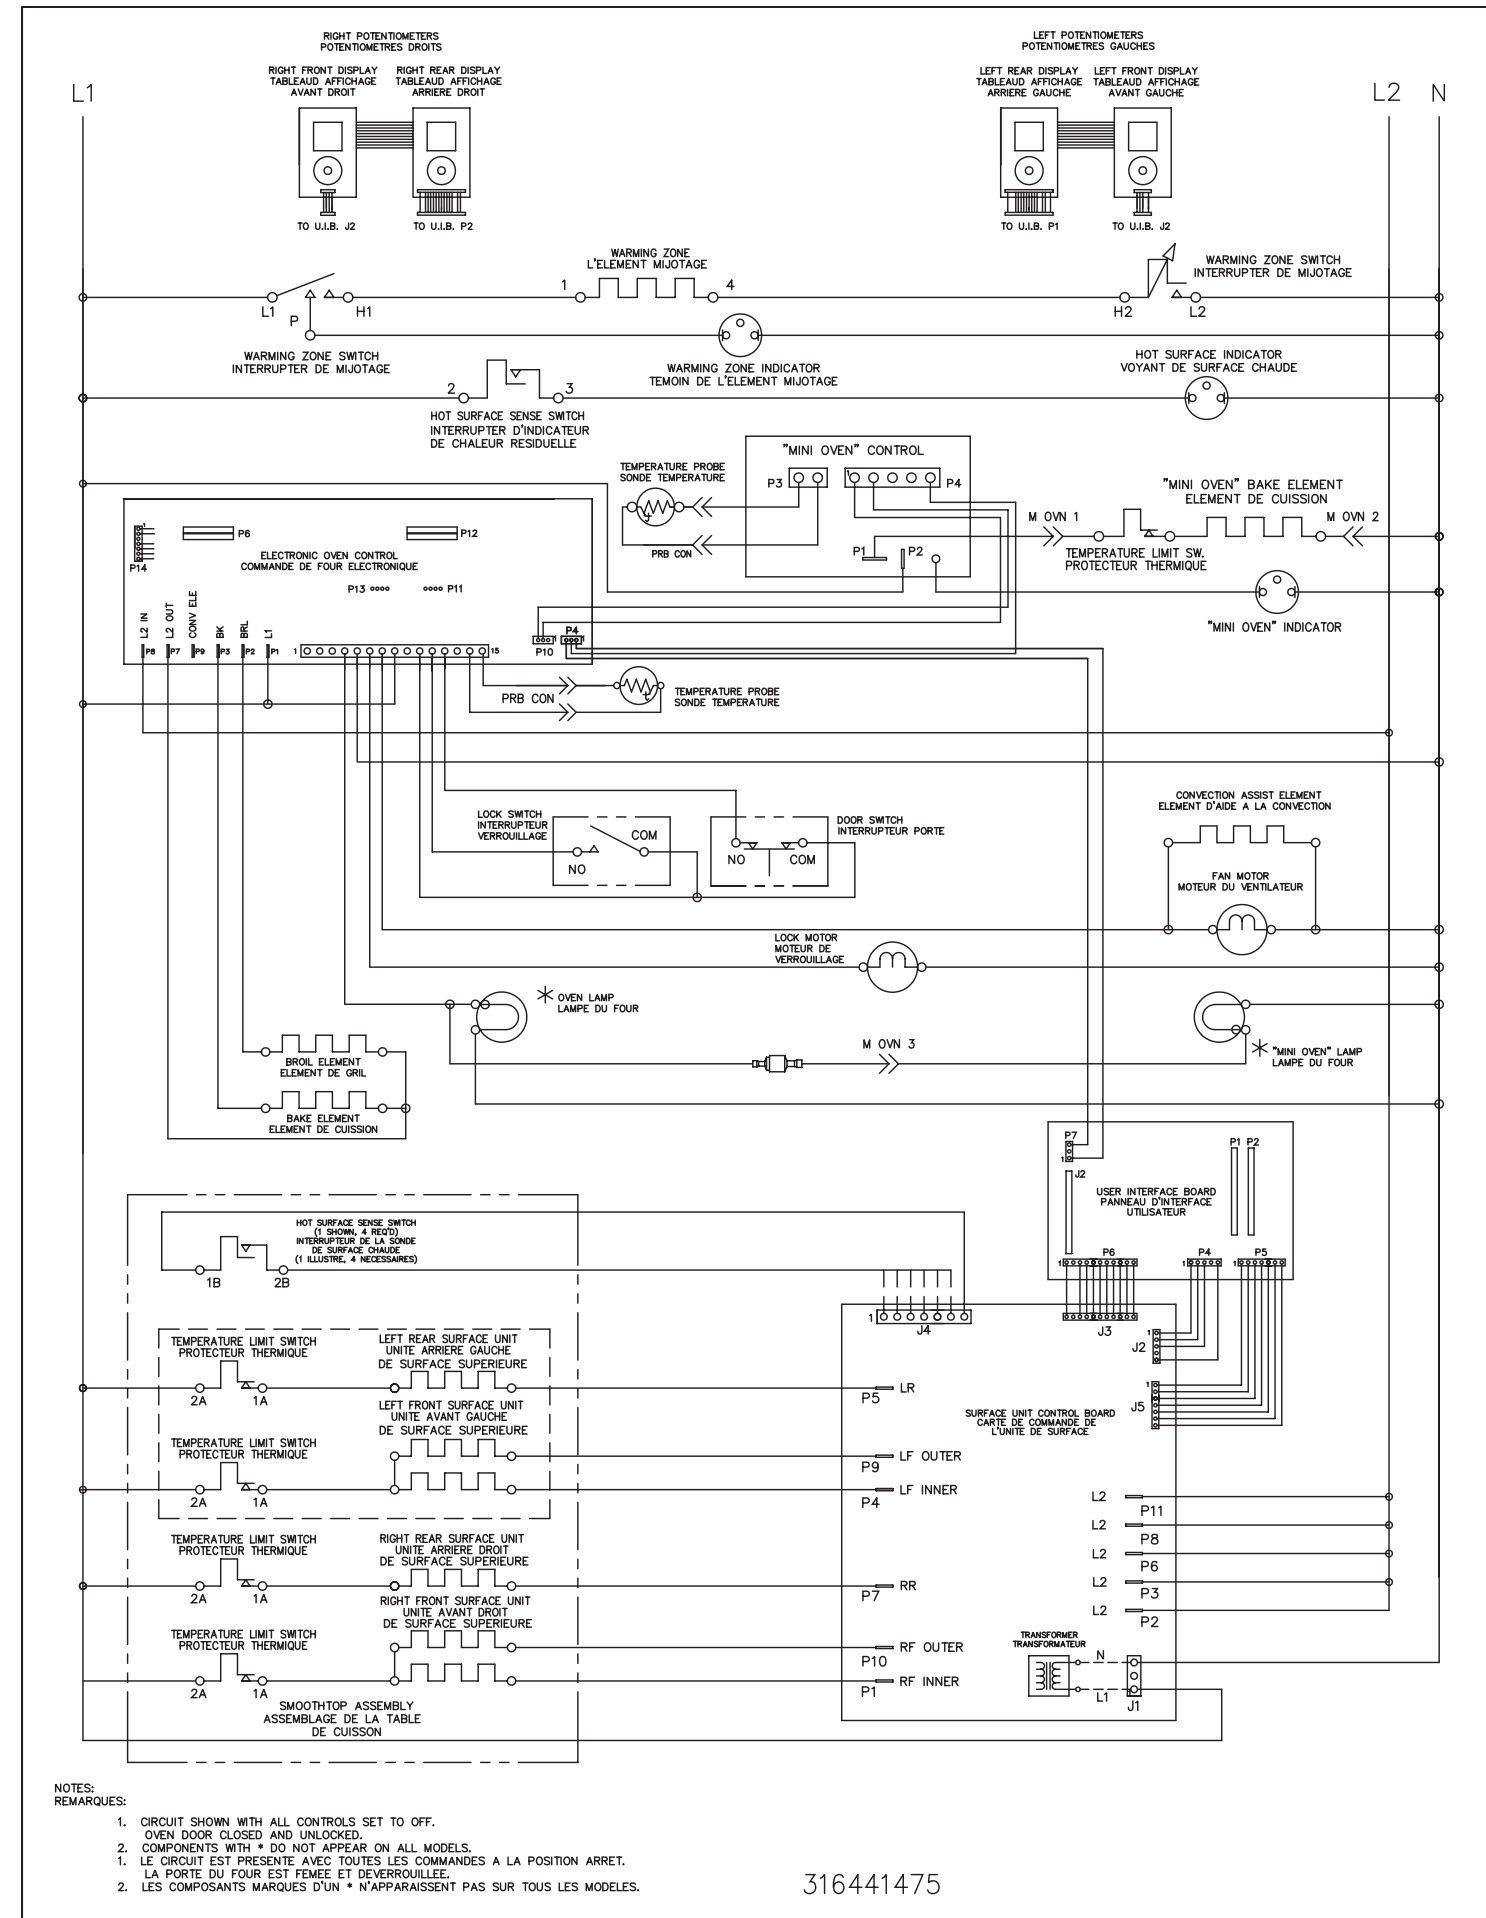 RIGHT POTENTIOMETERS
POTENTIOMETRES DROITS
LEFT POTENTIOMETERS
POTENTIOMETRES GAUCHES
RIGHT FRONT DISPLAY
TABLEAUD AFFICHAGE
AVANT DROIT
RIGHT REAR DISPLAY
TABLEAUD AFFICHAGE
ARRIERE DROIT
LEFT REAR DISPLAY
TABLEAUD AFFICHAGE
ARRIERE GAUCHE
LEFT FRONT DISPLAY
TABLEAUD AFFICHAGE
AVANT GAUCHE
L1
L2
N
TO U.I.B. J2
TO U.I.B. P2
TO U.I.B. P1
TO U.I.B. J2
WARMING ZONE
L'ELEMENT MIJOTAGE
1
4
WARMING ZONE SWITCH
INTERRUPTER DE MIJOTAGE
L1
P
H1
H2
L2
WARMING ZONE SWITCH
INTERRUPTER DE MIJOTAGE
WARMING ZONE INDICATOR
TEMOIN DE L'ELEMENT MIJOTAGE
HOT SURFACE INDICATOR
VOYANT DE SURFACE CHAUDE
2
3
HOT SURFACE SENSE SWITCH
INTERRUPTER D'INDICATEUR
DE CHALEUR RESIDUELLE
"MINI OVEN" CONTROL
TEMPERATURE PROBE
SONDE TEMPERATURE
P3
1
P4
PRB CON
P1
P2
"MINI OVEN" BAKE ELEMENT
ELEMENT DE CUISSION
M OVN 1
M OVN 2
TEMPERATURE LIMIT SW.
PROTECTEUR THERMIQUE
"MINI OVEN" INDICATOR
1
P14
P6
P12
ELECTRONIC OVEN CONTROL
COMMANDE DE FOUR ELECTRONIQUE
P13
P11
L2 IN
L2 OUT
CONV ELE
BK
BRL
L1
P8
P7
P9
P3
P2
P1
1
15
1
P10
P4
1
PRB CON
TEMPERATURE PROBE
SONDE TEMPERATURE
LOCK SWITCH
INTERRUPTEUR
VERROUILLAGE
COM
NO
DOOR SWITCH
INTERRUPTEUR PORTE
NO
COM
CONVECTION ASSIST ELEMENT
ELEMENT D'AIDE A LA CONVECTION
FAN MOTOR
MOTEUR DU VENTILATEUR
LOCK MOTOR
MOTEUR DE
VERROUILLAGE
* OVEN LAMP
LAMPE DU FOUR
M OVN 3
* "MINI OVEN" LAMP
LAMPE DU FOUR
BROIL ELEMENT
ELEMENT DE GRIL
BAKE ELEMENT
ELEMENT DE CUISSION
P7
1
J2
P1 P2
USER INTERFACE BOARD
PANNEAU D'INTERFACE
UTILISATEUR
P6
1
P4
1
P5
1
HOT SURFACE SENSE SWITCH
(1 SHOWN, 4 REQ'D)
INTERRUPTEUR DE LA SONDE
DE SURFACE CHAUDE
(1 ILLUSTRE, 4 NECESSAIRES)
1B
2B
1
J4
J3
1
J2
1
J5
TEMPERATURE LIMIT SWITCH
PROTECTEUR THERMIQUE
2A
1A
LEFT REAR SURFACE UNIT
UNITE ARRIERE GAUCHE
DE SURFACE SUPERIEURE
P5
LR
SURFACE UNIT CONTROL BOARD
CARTE DE COMMANDE DE
L'UNITE DE SURFACE
LEFT FRONT SURFACE UNIT
UNITE AVANT GAUCHE
DE SURFACE SUPERIEURE
TEMPERATURE LIMIT SWITCH
PROTECTEUR THERMIQUE
2A
1A
P9
LF OUTER
P4
LF INNER
L2
P11
L2
P8
L2
P6
L2
P3
L2
P2
TEMPERATURE LIMIT SWITCH
PROTECTEUR THERMIQUE
2A
1A
RIGHT REAR SURFACE UNIT
UNITE ARRIERE DROIT
DE SURFACE SUPERIEURE
P7
RR
RIGHT FRONT SURFACE UNIT
UNITE AVANT DROIT
DE SURFACE SUPERIEURE
TEMPERATURE LIMIT SWITCH
PROTECTEUR THERMIQUE
2A
1A
P10
RF OUTER
P1
RF INNER
TRANSFORMER
TRANSFORMATEUR
N
L1
J1
SMOOTHTOP ASSEMBLY
ASSEMBLAGE DE LA TABLE
DE CUISSON
NOTES:
REMARQUES:
1. CIRCUIT SHOWN WITH ALL CONTROLS SET TO OFF.
OVEN DOOR CLOSED AND UNLOCKED.
2. COMPONENTS WITH * DO NOT APPEAR ON ALL MODELS.
1. LE CIRCUIT EST PRESENTE AVEC TOUTES LES COMMANDES A LA POSITION ARRET.
LA PORTE DU FOUR EST FEMEE ET DEVERROUILLEE.
2. LES COMPOSANTS MARQUES D'UN * N'APPARAISSENT PAS SUR TOUS LES MODELES.
316441475